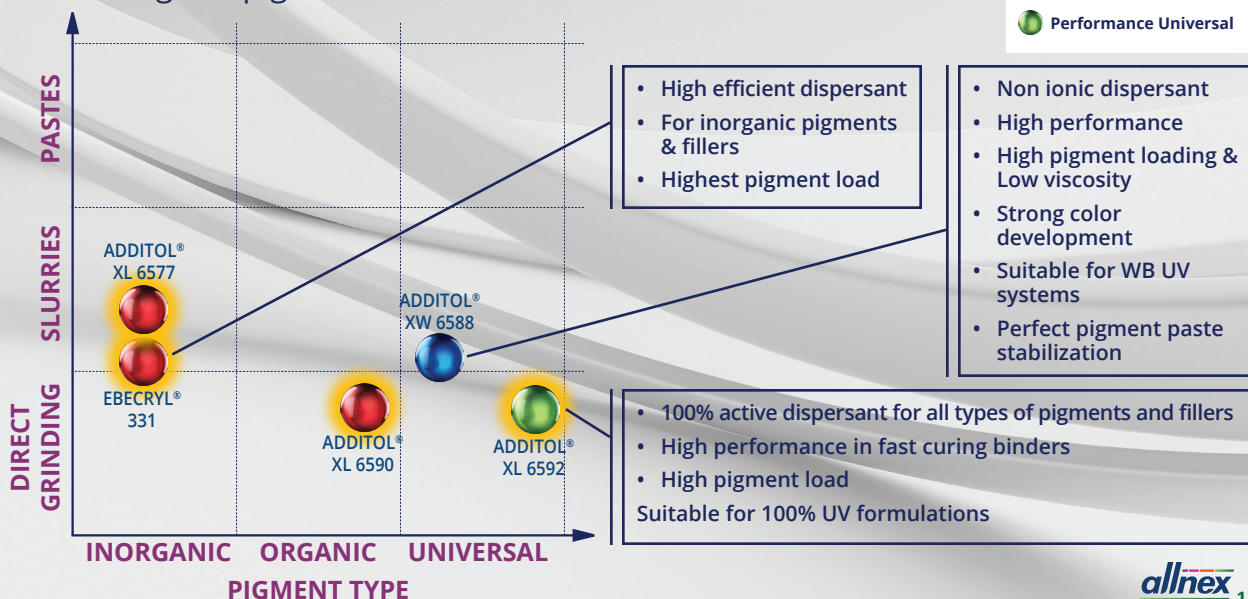 Performance Universal
PASTES
SLURRIES
DIRECT
GRINDING
ADDITOL®
XL 6577
EBECRYL®
331
ADDITOL®
XW 6588
ADDITOL®
XL 6590
ADDITOL®
XL 6592
• High efficient dispersant
• For inorganic pigments
& fillers
• Highest pigment load
• Non ionic dispersant
• High performance
• High pigment loading &
Low viscosity
• Strong color
development
• Suitable for WB UV
systems
• Perfect pigment paste
stabilization
• 100% active dispersant for all types of pigments and fillers
• High performance in fast curing binders
• High pigment load
Suitable for 100% UV formulations
INORGANIC ORGANIC UNIVERSAL
PIGMENT TYPE
allnex 1